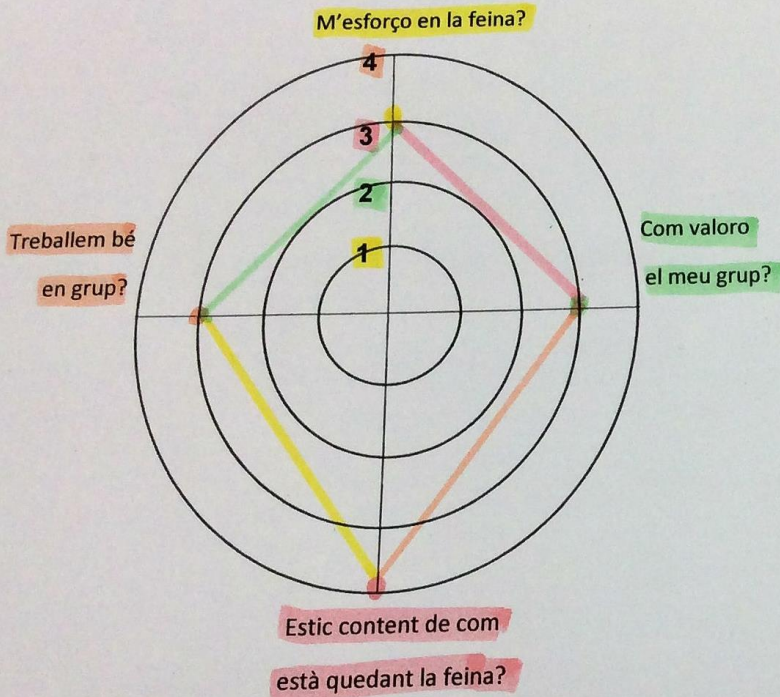 M'esforço en la feina?
4
3
2
1
Treballem bé
en grup?
Com valoro
el meu grup?
Estic content de com
està quedant la feina?